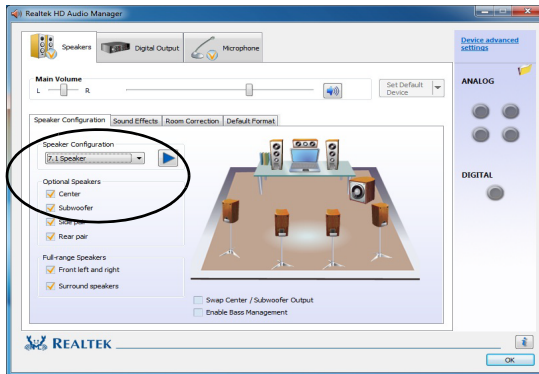 Realtek HD Audio Manager
Speakers
Digital Output
Microphone
Device advanced
settings
Main Volume
L
R
Set Default
Device
ANALOG
Speaker Configuration
Sound Effects
Room Correction
Default Format
Speaker Configuration
7.1 Speaker
Optional Speakers
Center
Subwoofer
Side pair
Rear pair
DIGITAL
Full-range Speakers
Front left and right
Surround speakers
Swap Center / Subwoofer Output
Enable Bass Management
REALTEK
i
OK